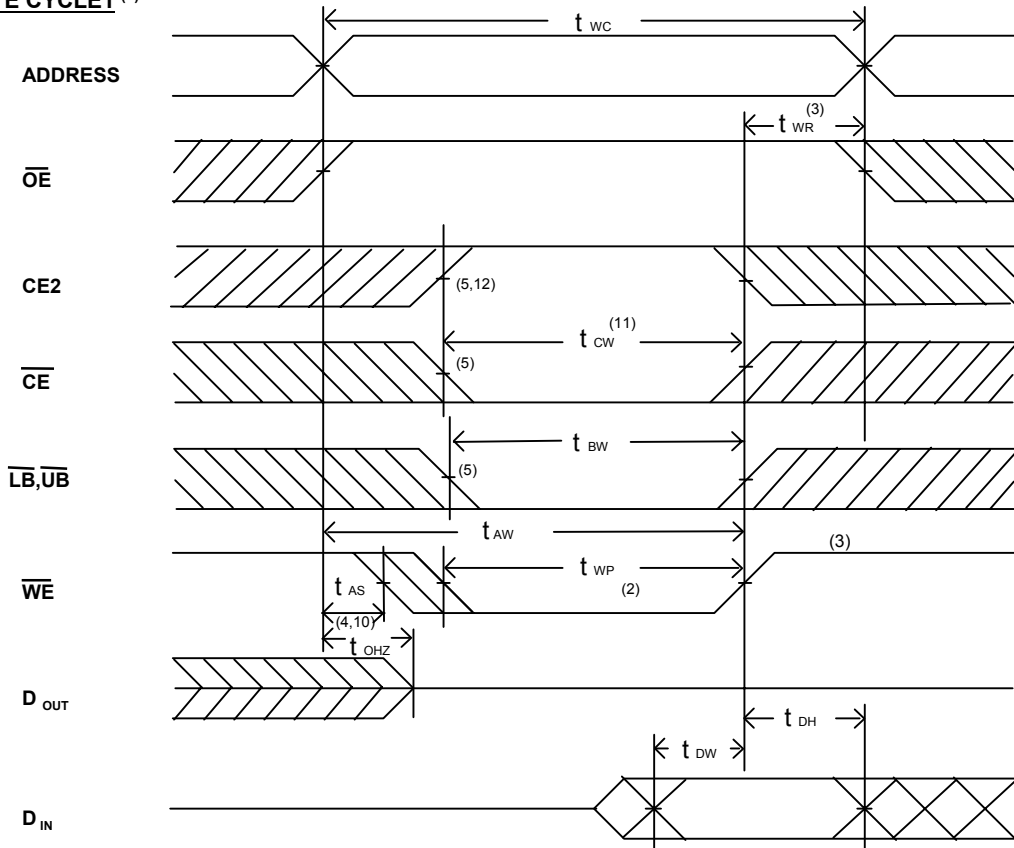 E CYCLE1
t WC
ADDRESS
t WR (3)
OE
CE2
(5,12)
t CW (11)
CE
(5)
t BW
LB,UB
(5)
t AW
WE
(3)
t WP
(2)
t AS
(4,10)
t OHZ
D OUT
t DH
t DW
D IN